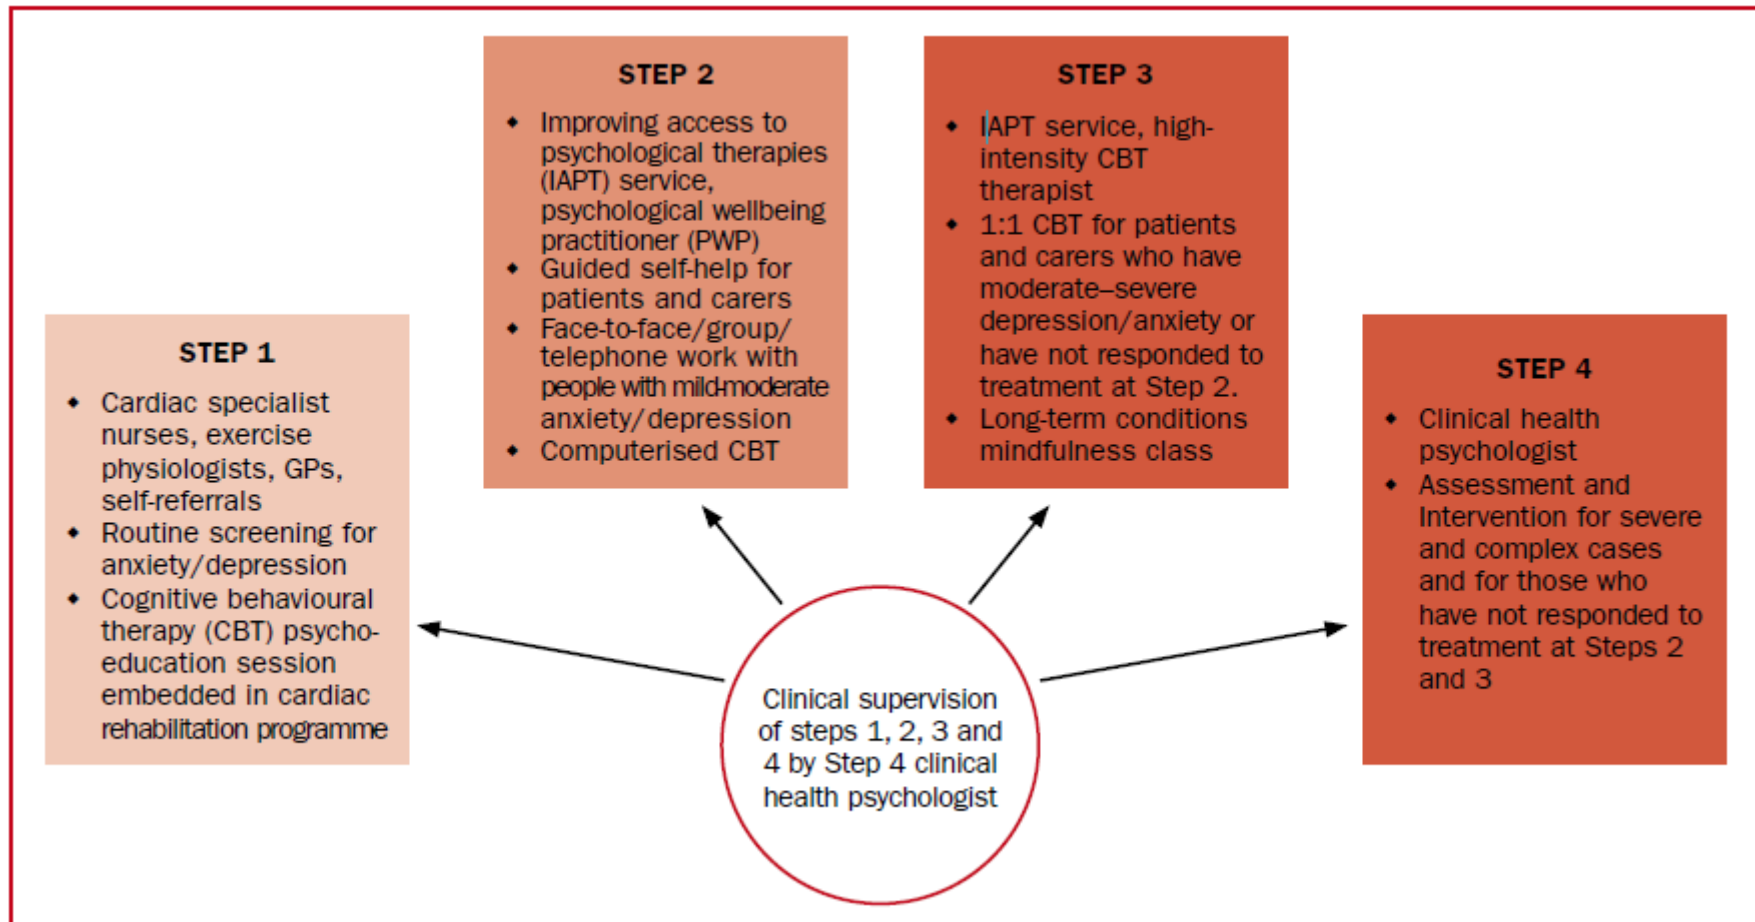 STEP 1
◆ Cardiac specialist
nurses, exercise
physiologists, GPs,
self-referrals
◆ Routine screening for
anxiety/depression
◆ Cognitive behavioural
therapy (CBT) psycho-
education session
embedded in cardiac
rehabilitation programme
STEP 2
◆ Improving access to
psychological therapies
(IAPT) service,
psychological wellbeing
practitioner (PWP)
◆ Guided self-help for
patients and carers
◆ Face-to-face/group/
telephone work with
people with mild-moderate
anxiety/depression
◆ Computerised CBT
STEP 3
◆ IAPT service, high-
intensity CBT
therapist
◆ 1:1 CBT for patients
and carers who have
moderate–severe
depression/anxiety or
have not responded to
treatment at Step 2.
◆ Long-term conditions
mindfulness class
STEP 4
◆ Clinical health
psychologist
◆ Assessment and
Intervention for severe
and complex cases
and for those who
have not responded to
treatment at Steps 2
and 3
Clinical supervision
of steps 1, 2, 3 and
4 by Step 4 clinical
health psychologist